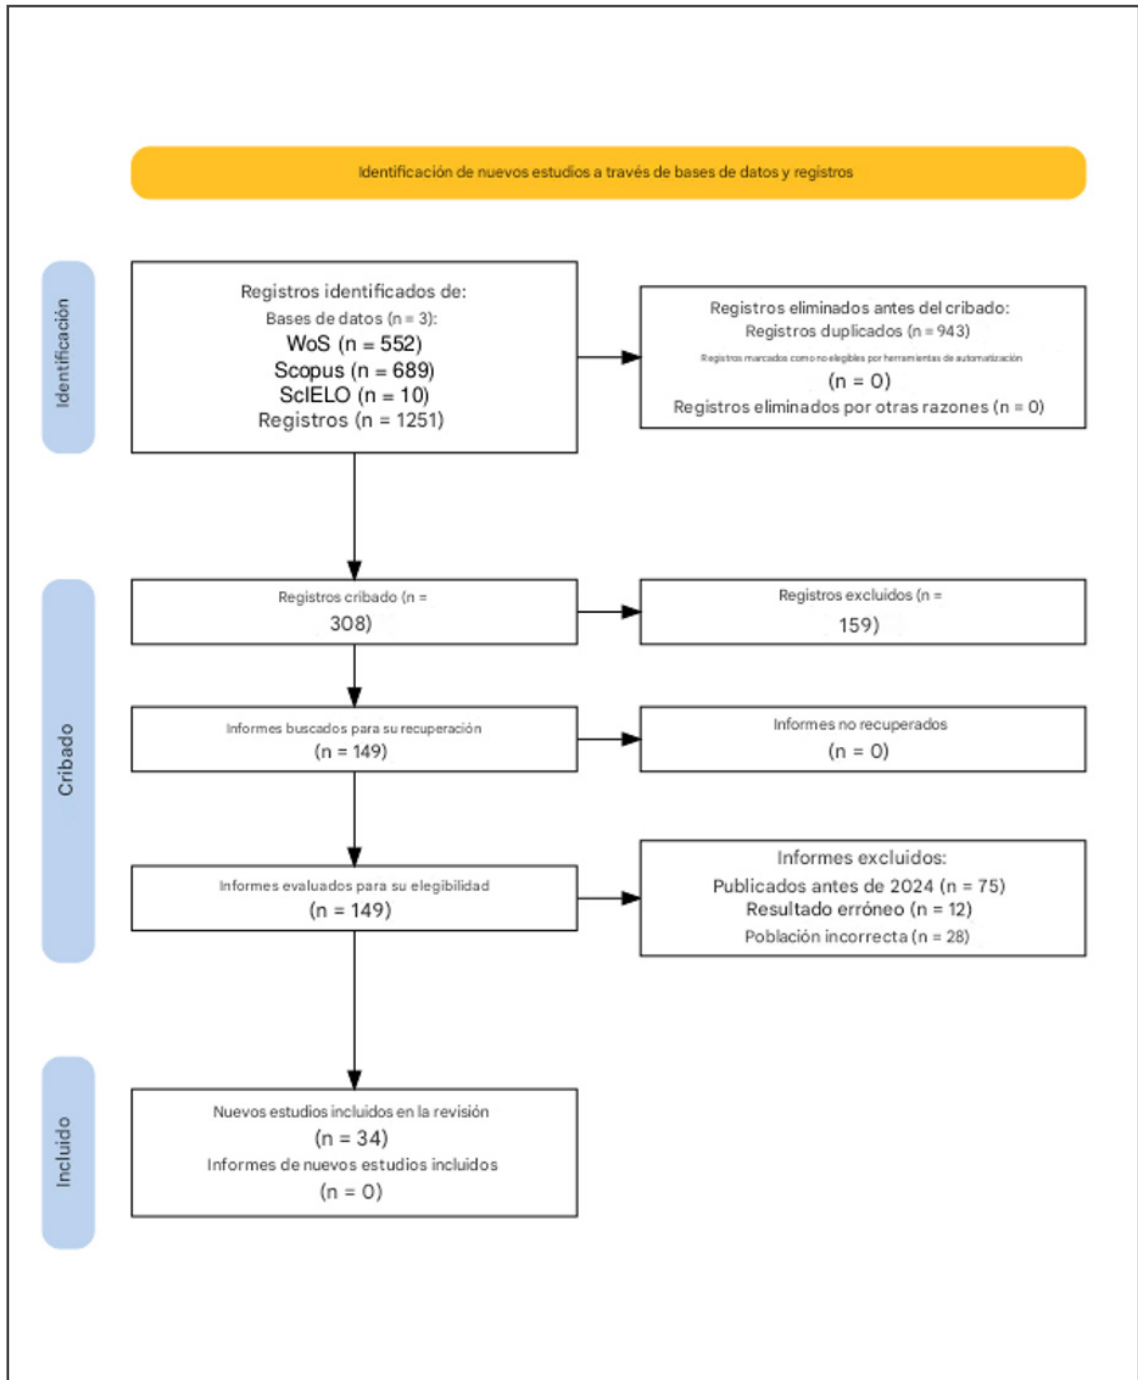 Identificación de nuevos estudios a través de bases de datos y registros
Identificación
Registros identificados de:
Bases de datos (n = 3):
WoS (n = 552)
Scopus (n = 689)
ScIELO (n = 10)
Registros (n = 1251)
Registros eliminados antes del cribado:
Registros duplicados (n = 943)
Registros marcados como no elegibles por herramientas de automatización
(n = 0)
Registros eliminados por otras razones (n = 0)
Cribado
Registros cribado (n =
308)
Registros excluidos (n =
159)
Informes buscados para su recuperación
(n = 149)
Informes no recuperados
(n = 0)
Informes evaluados para su elegibilidad
(n = 149)
Informes excluidos:
Publicados antes de 2024 (n = 75)
Resultado erróneo (n = 12)
Población incorrecta (n = 28)
Incluido
Nuevos estudios incluidos en la revisión
(n = 34)
Informes de nuevos estudios incluidos
(n = 0)